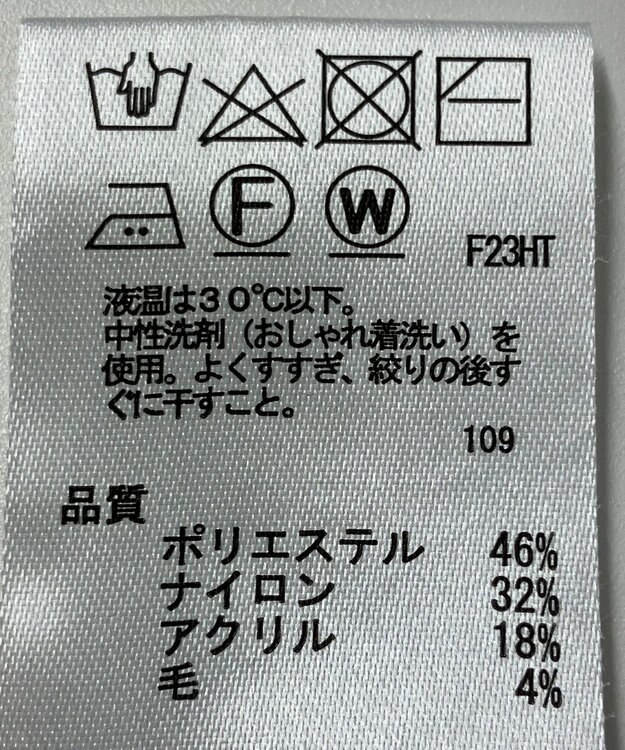 F W F23HT
液温は30℃以下。
中性洗剤(おしゃれ着洗い)を
使用。よくすすぎ、絞りの後す
ぐに干すこと。
109
品質
ポリエステル 46%
ナイロン 32%
アクリル 18%
毛 4%